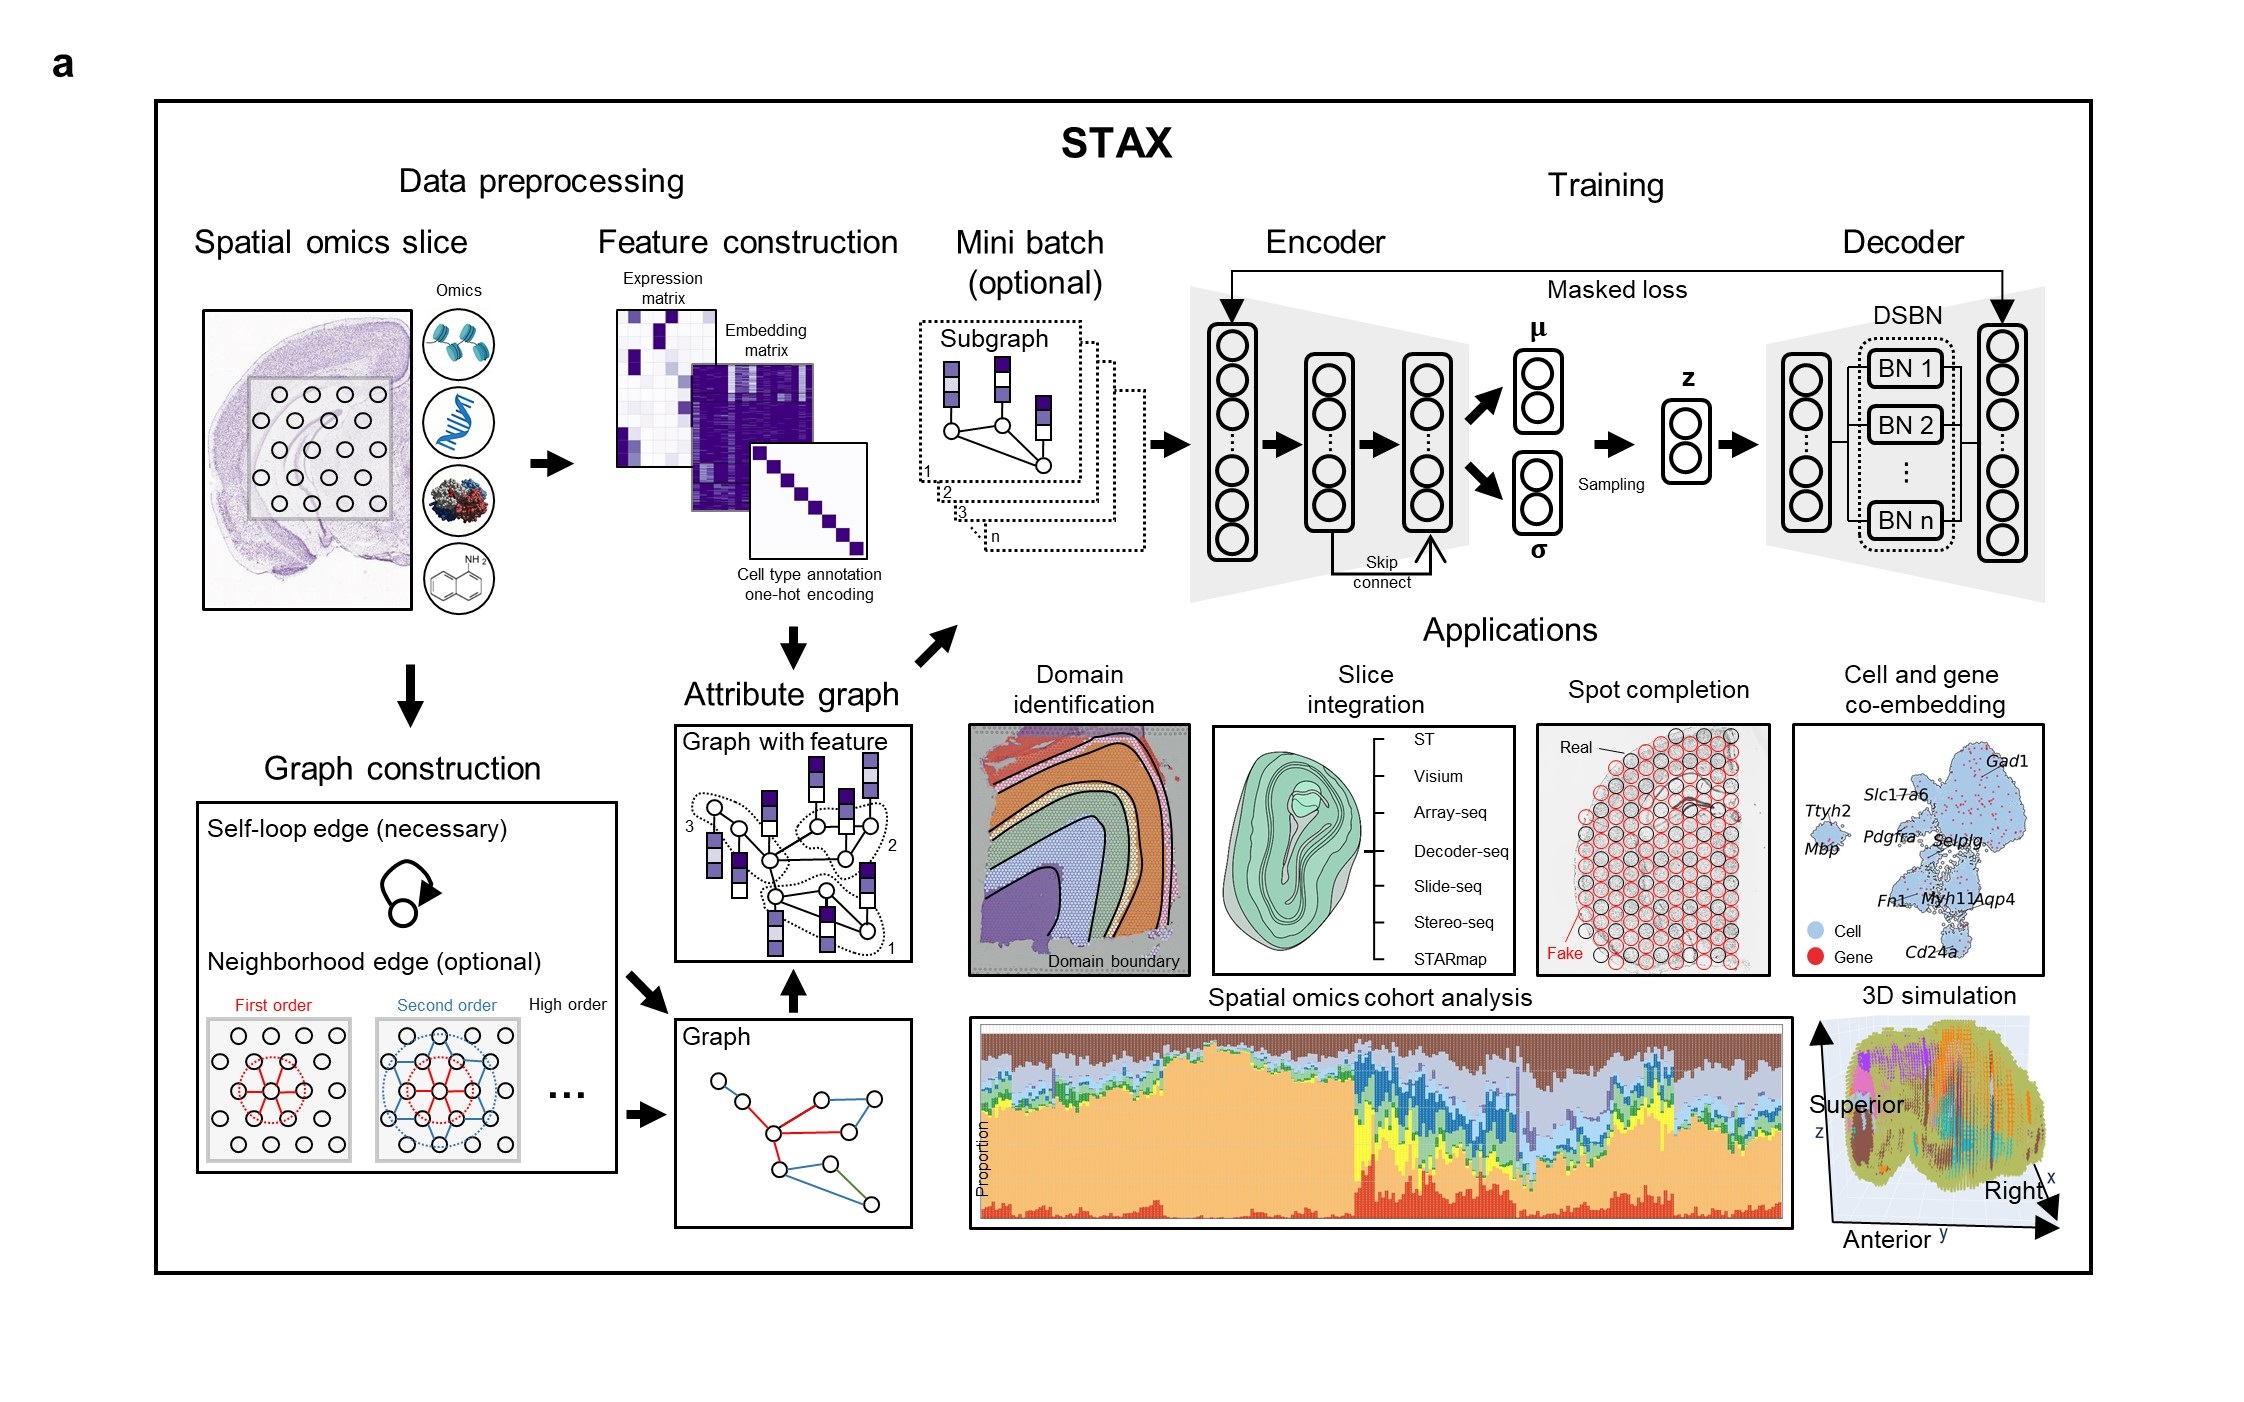 a
STAX
Data preprocessing
Training
Spatial omics slice
Feature construction
Mini batch
(optional)
Encoder
Decoder
Omics
NH2
Expression
matrix
Embedding
matrix
Cell type annotation
one-hot encoding
Subgraph
1
2
3
n
Masked loss
Skip
connect
μ
σ
Sampling
z
DSBN
BN 1
BN 2
⋮
BN n
Graph construction
Self-loop edge (necessary)
Neighborhood edge (optional)
First order
Second order
High order
...
Attribute graph
Graph with feature
3
2
1
Graph
Applications
Domain
identification
Domain boundary
Slice
integration
ST
Visium
Array-seq
Decoder-seq
Slide-seq
Stereo-seq
STARmap
Spot completion
Real
Fake
Cell and gene
co-embedding
Gad1
Slc17a6
Ttyh2
Pdgfra
Selplg
Mbp
Fn1
Myh11
Aqp4
Cd24a
Cell
Gene
Spatial omics cohort analysis
Proportion
3D simulation
Superior
z
Right
x
Anterior
y